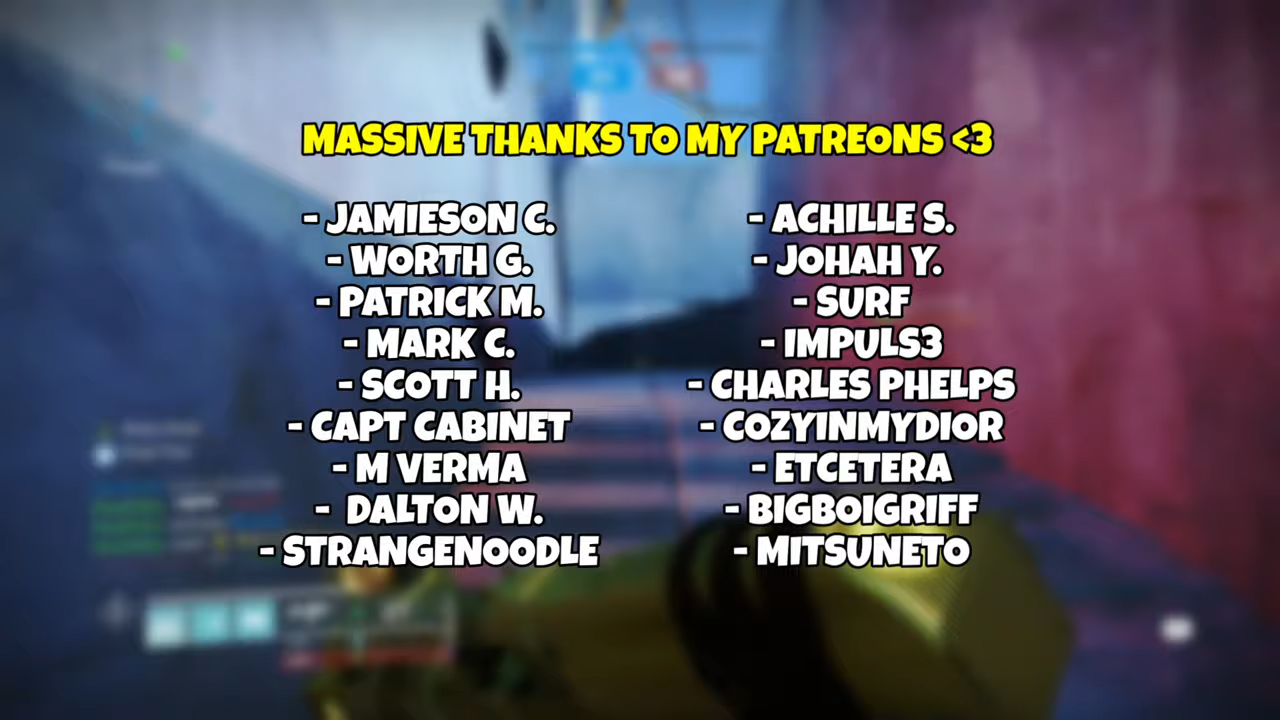 MASSIVE THANKS TO MY PATREONS <3
- JAMIESON C.
- WORTH G.
- PATRICK M.
- MARK C.
- SCOTT H.
- CAPT CABINET
- M VERMA
- DALTON W.
- STRANGENOODLE
- ACHILLE S.
- JOHAH Y.
- SURF
- IMPULS3
- CHARLES PHELPS
- COZYINMYDIOR
- ETCETERA
- BIGBOIGRIFF
- MITSUNETO